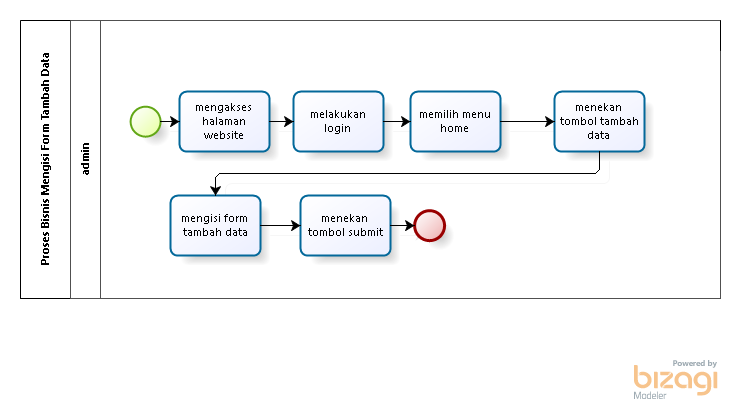 Proses Bisnis Mengisi Form Tambah Data
admin
mengakses
halaman
website
melakukan
login
memilih menu
home
menekan
tombol tambah
data
mengisi form
tambah data
menekan
tombol submit
Powered by
bizagi
Modeler